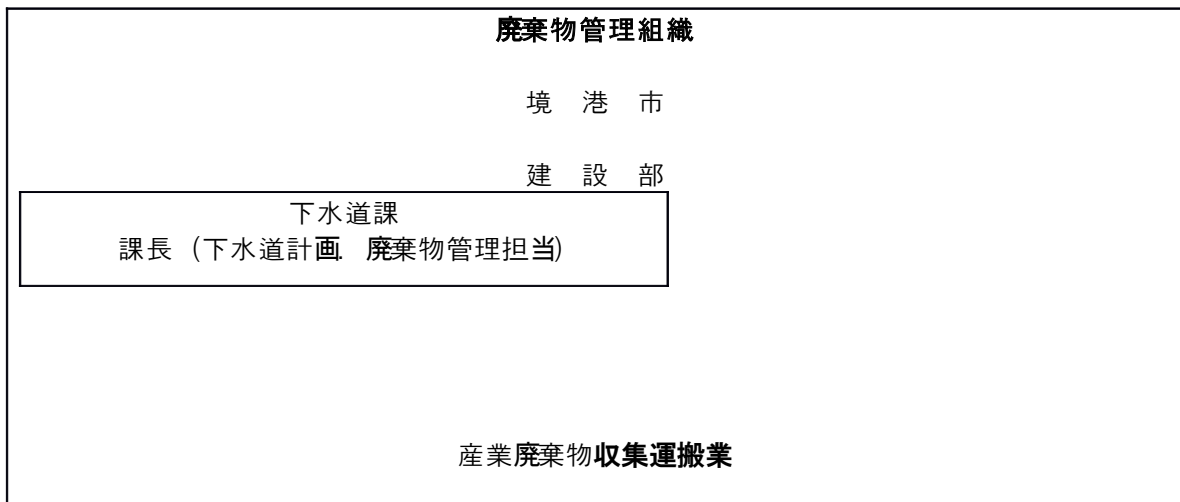 廃棄物管理組織
境　港　市
建　設　部
下水道課
課長（下水道計画．廃棄物管理担当）
産業廃棄物収集運搬業